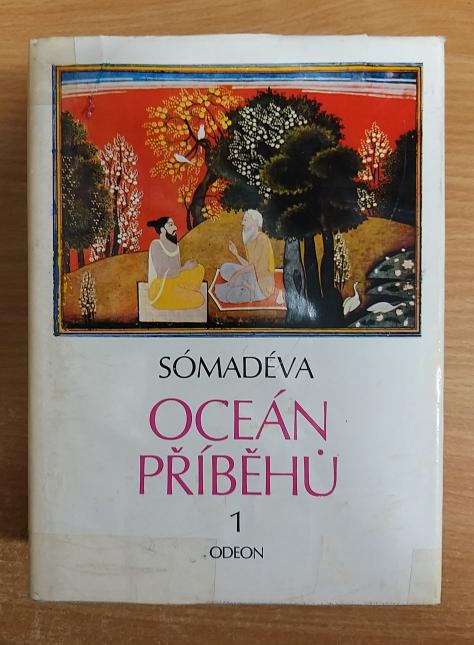 SÓMADÉVA
OCEÁN
PŘÍBĚHŮ
1
ODEON